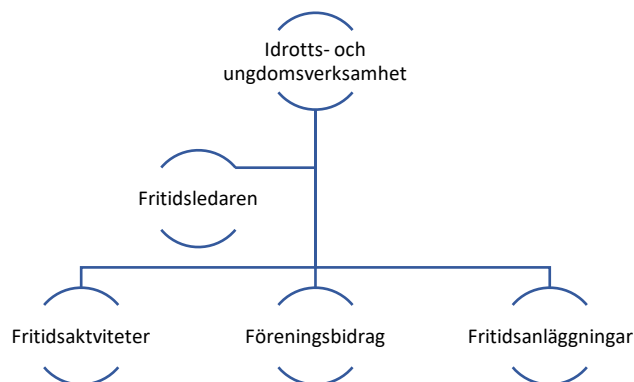 Idrotts- och
ungdomsverksamhet
Fritidsledaren
Fritidsaktviteter
Föreningsbidrag
Fritidsanläggningar